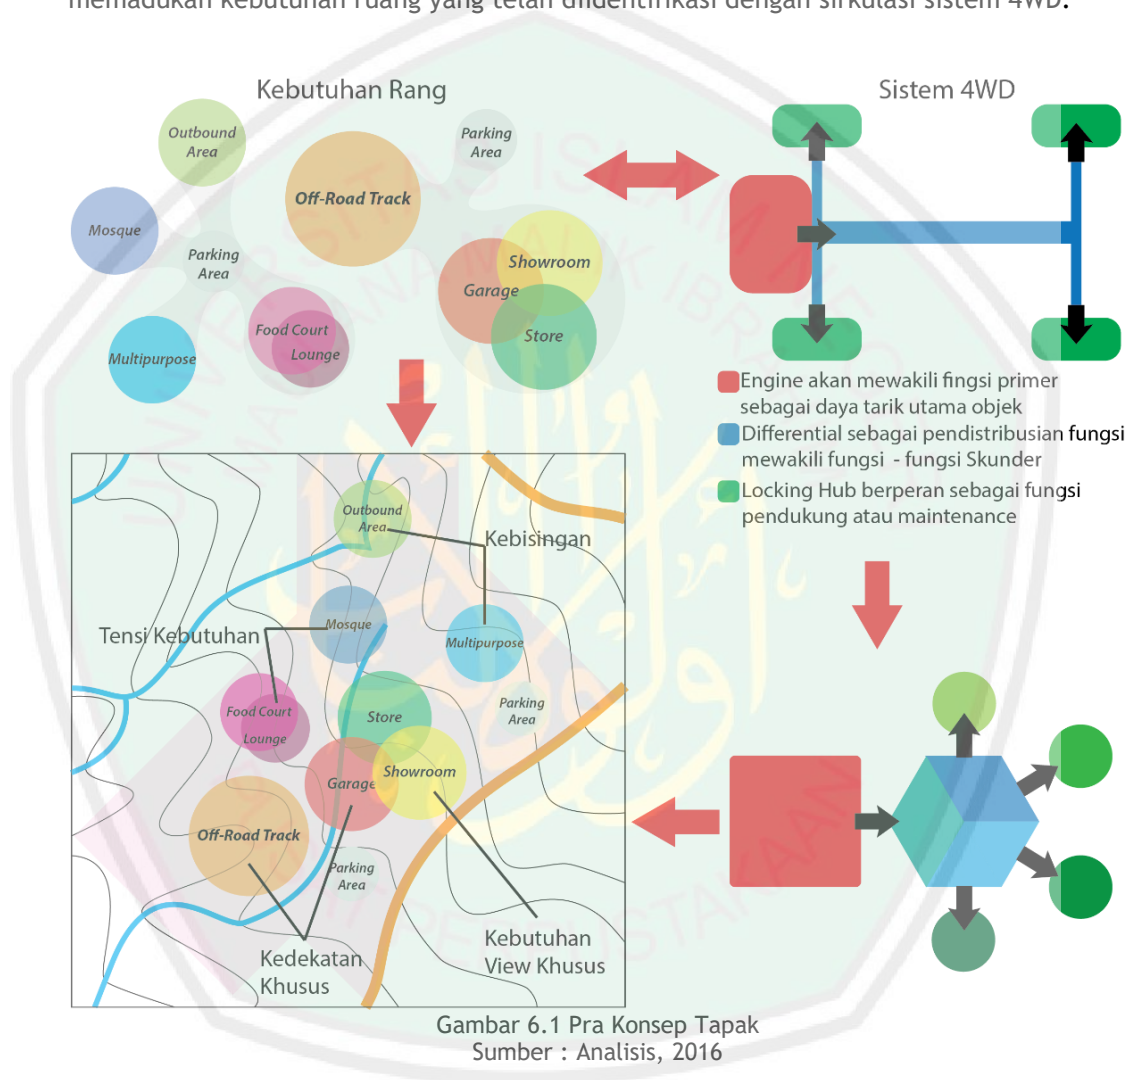 memadukan kebutuhan ruang yang telah diidentifikasi dengan sirkulasi sistem 4WD.
Kebutuhan Rang
Outbound
Area
Parking
Area
Off-Road Track
Mosque
Parking
Area
Showroom
Garage
Food Court
Lounge
Store
Multipurpose
Sistem 4WD
Engine akan mewakili fingsi primer
sebagai daya tarik utama objek
Differential sebagai pendistribusian fungsi
mewakili fungsi - fungsi Skunder
Locking Hub berperan sebagai fungsi
pendukung atau maintenance
Outbound
Area
Kebisingan
Mosque
Tensi Kebutuhan
Multipurpose
Food Court
Lounge
Store
Parking
Area
Garage
Showroom
Off-Road Track
Parking
Area
Kedekatan
Khusus
Kebutuhan
View Khusus
Gambar 6.1 Pra Konsep Tapak
Sumber : Analisis, 2016